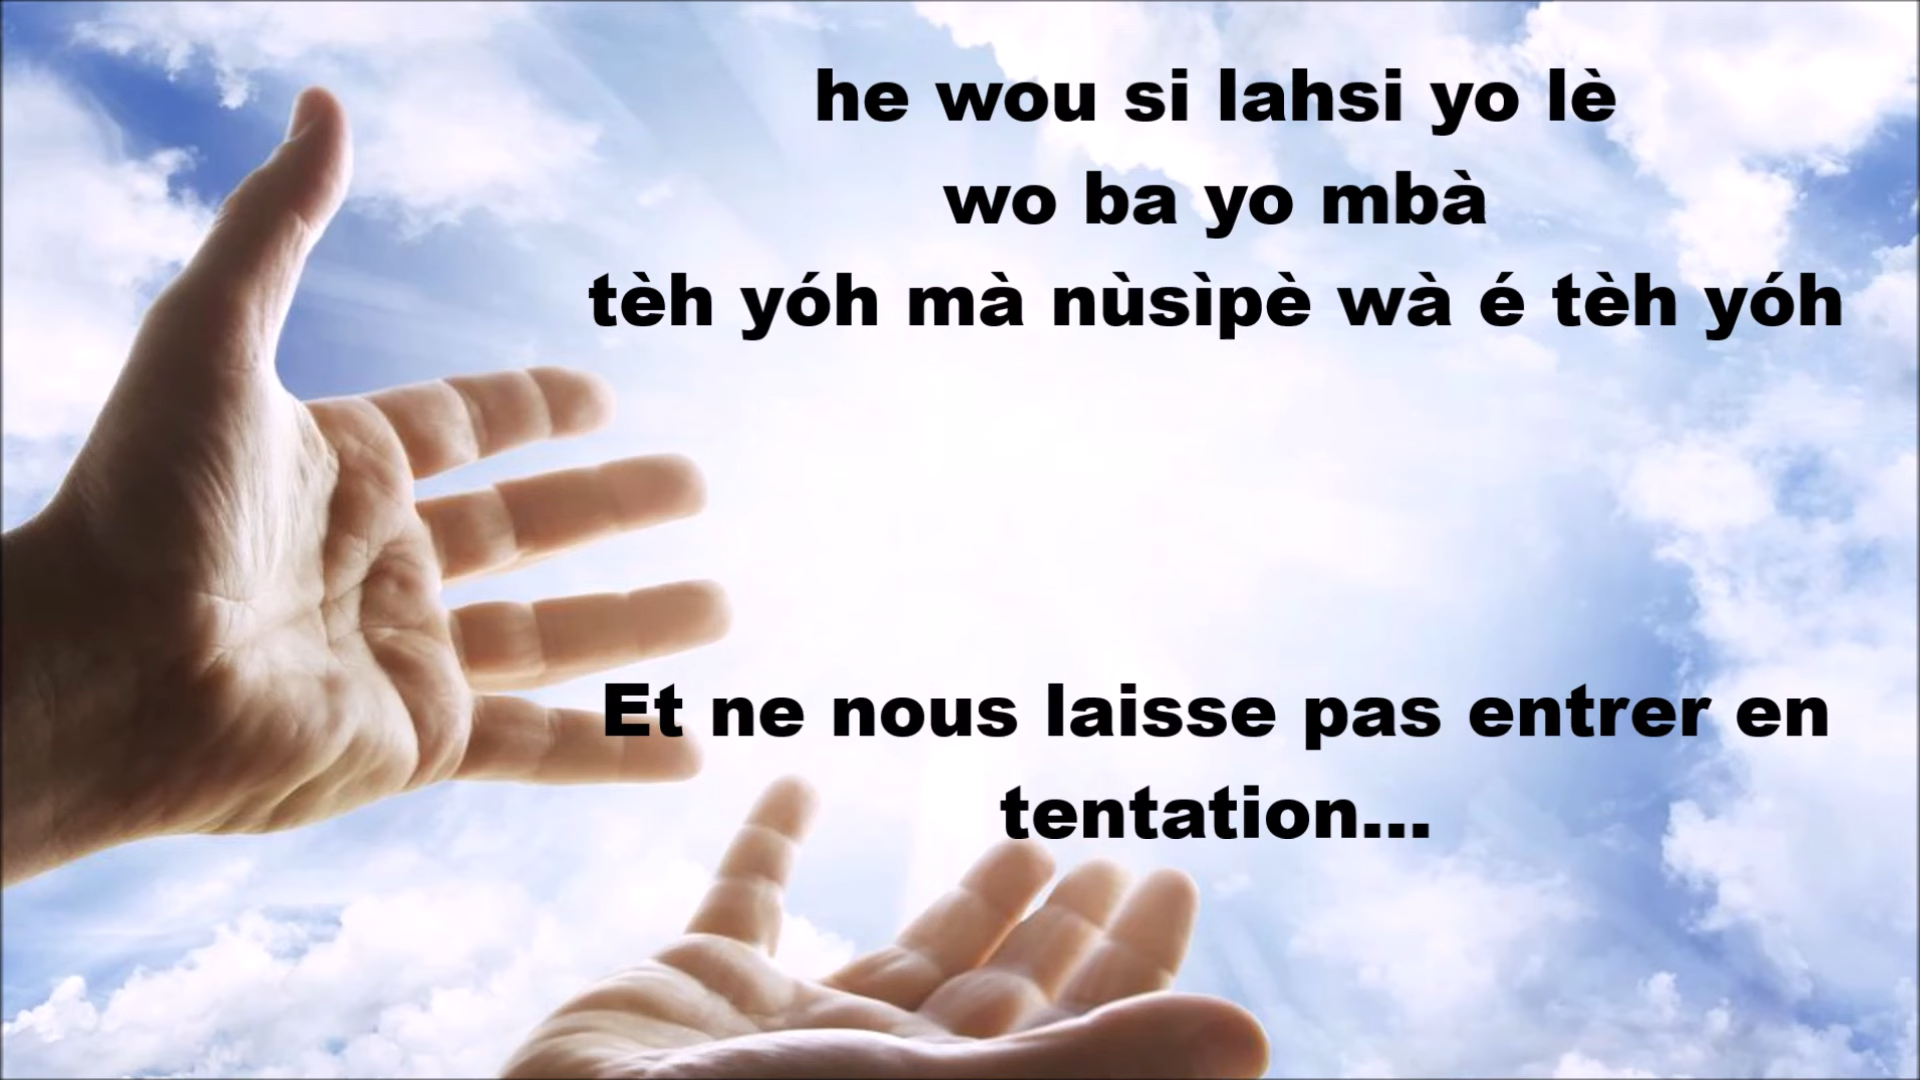 he wou si lahsi yo lè
wo ba yo mbà
tèh yóh mà nùsìpè wà é tèh yóh
Et ne nous laisse pas entrer en
tentation...